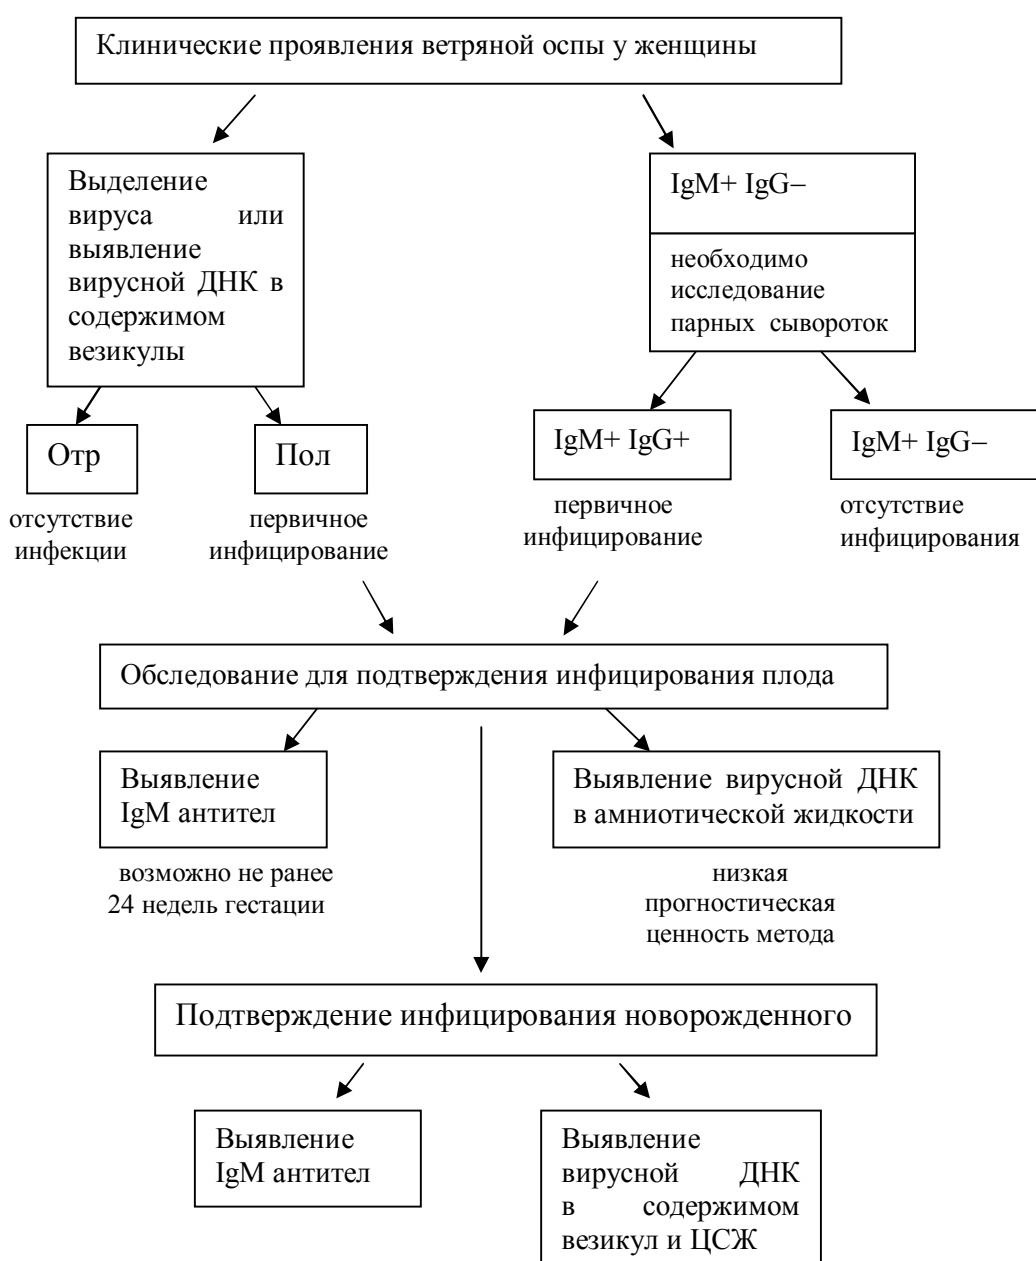 Клинические проявления ветряной оспы у женщины
Выделение
вируса или
выявление
вирусной ДНК в
содержимом
везикулы
IgM+ IgG–
необходимо
исследование
парных сывороток
Отр
Пол
IgM+ IgG+
IgM+ IgG–
отсутствие
инфекции
первичное
инфицирование
первичное
инфицирование
отсутствие
инфицирования
Обследование для подтверждения инфицирования плода
Выявление
IgM антител
Выявление вирусной ДНК
в амниотической жидкости
возможно не ранее
24 недель гестации
низкая
прогностическая
ценность метода
Подтверждение инфицирования новорожденного
Выявление
IgM антител
Выявление
вирусной ДНК
в содержимом
везикул и ЦСЖ